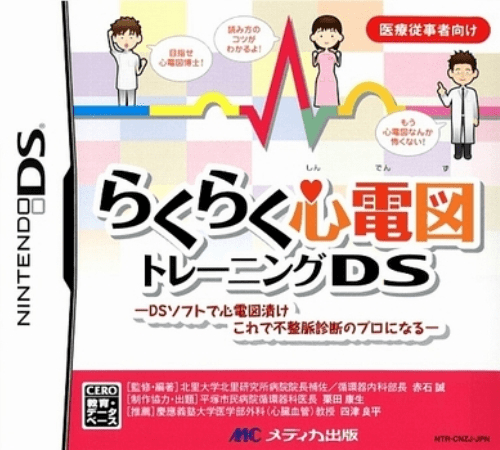 医療従事者向け
目指せ
心電図博士!
読み方の
コツが
わかるよ!
もう
心電図なんか
怖くない!
NINTENDO DS
しん でん ず
らくらく心電図
トレーニングDS
―DSソフトで心電図漬け
これで不整脈診断のプロになる―
CERO
教育・
データ
ベース
[監修・編著]北里大学北里研究所病院院長補佐/循環器内科部長 赤石 誠
[制作協力・出題]平塚市民病院循環器科医長 栗田 康生
[推薦]慶應義塾大学医学部外科(心臓血管)教授 四津 良平
MC メディカ出版
NTR-CNZJ-JPN